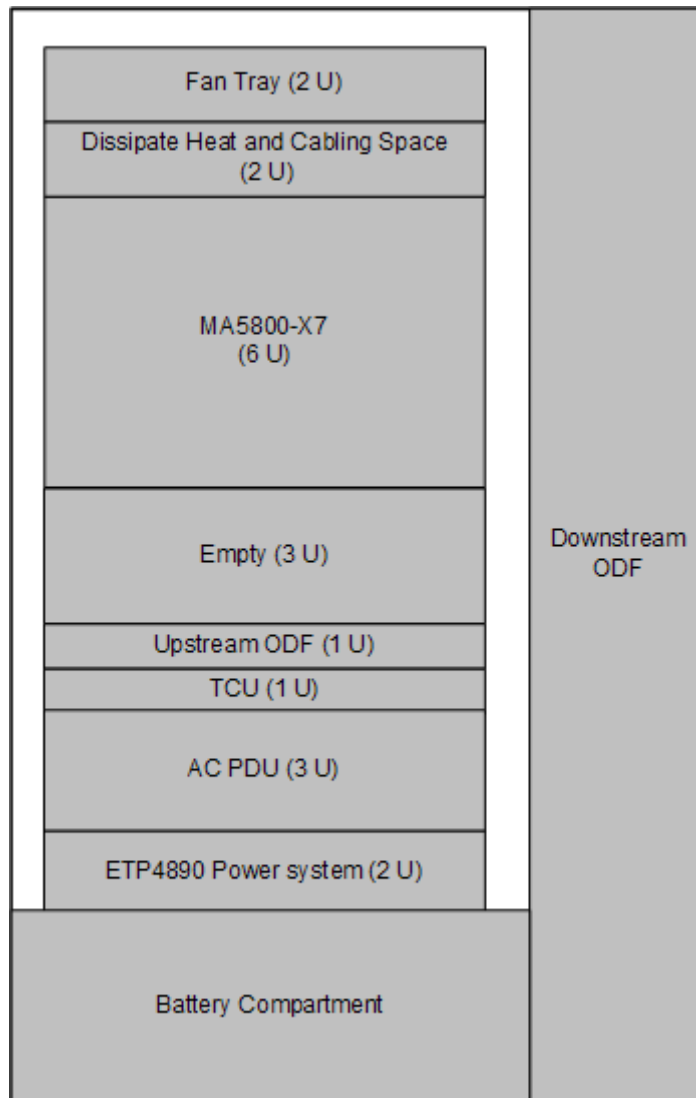 Fan Tray (2 U)
Dissipate Heat and Cabling Space
(2 U)
MA5800-X7
(6 U)
Empty (3 U)
Upstream ODF (1 U)
TCU (1 U)
AC PDU (3 U)
ETP4890 Power system (2 U)
Battery Compartment
Downstream
ODF